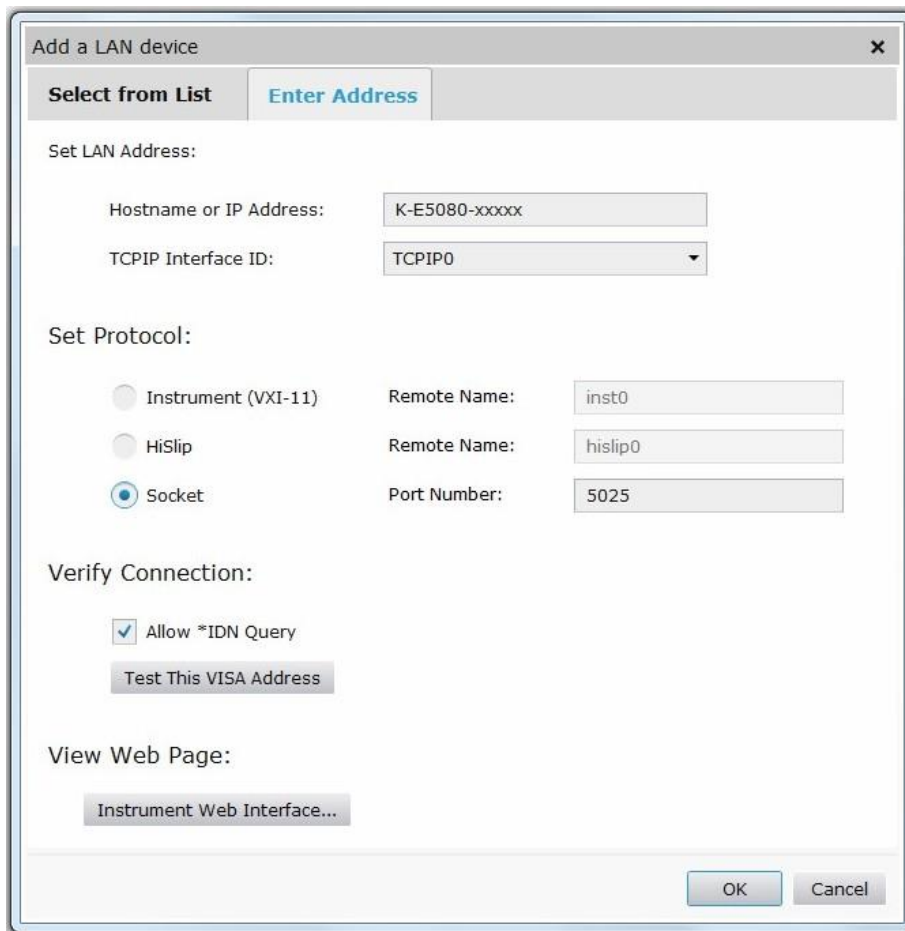 Add a LAN device
Select from List Enter Address
Set LAN Address:
Hostname or IP Address: K-E5080-xxxxx
TCPIP Interface ID: TCPIP0
Set Protocol:
Instrument (VXI-11) Remote Name: inst0
HiSlip Remote Name: hislip0
Socket Port Number: 5025
Verify Connection:
Allow *IDN Query
Test This VISA Address
View Web Page:
Instrument Web Interface...
OK Cancel